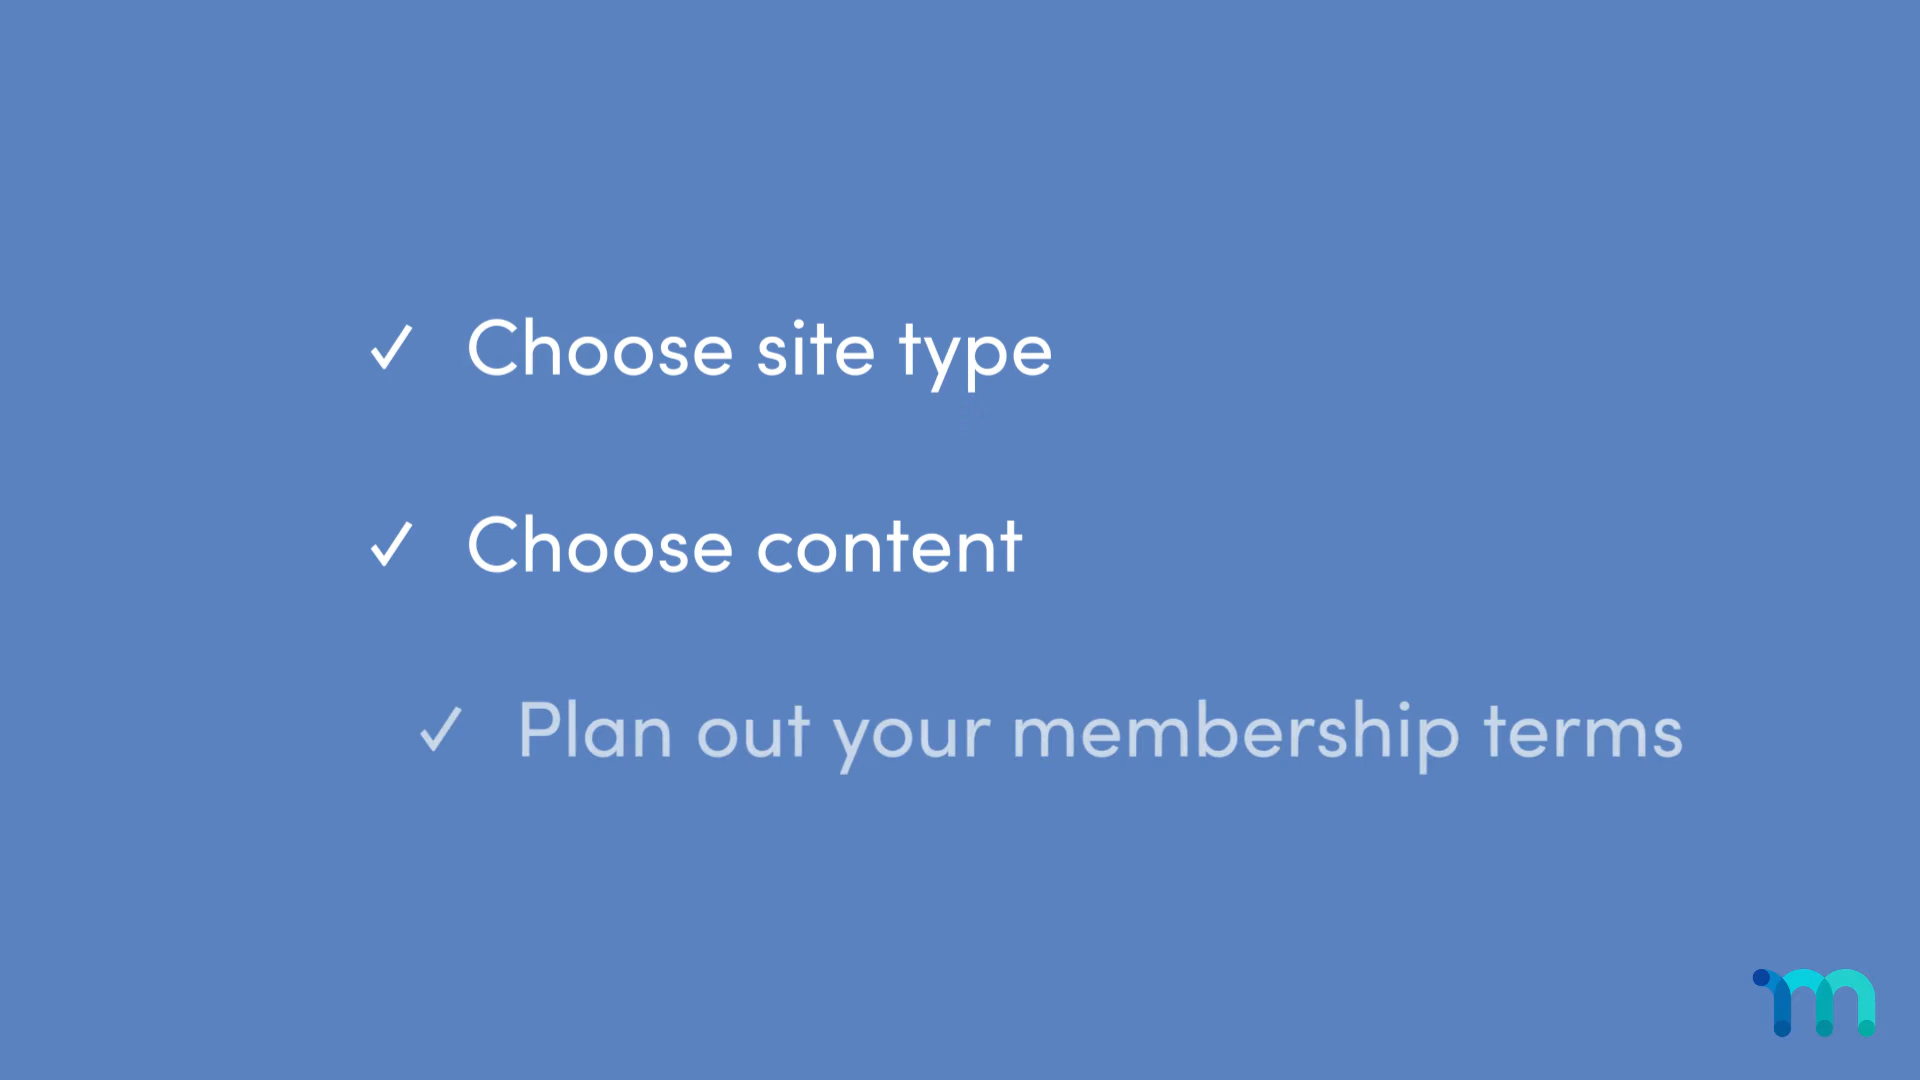 ✓ Choose site type
✓ Choose content
✓ Plan out your membership terms
m